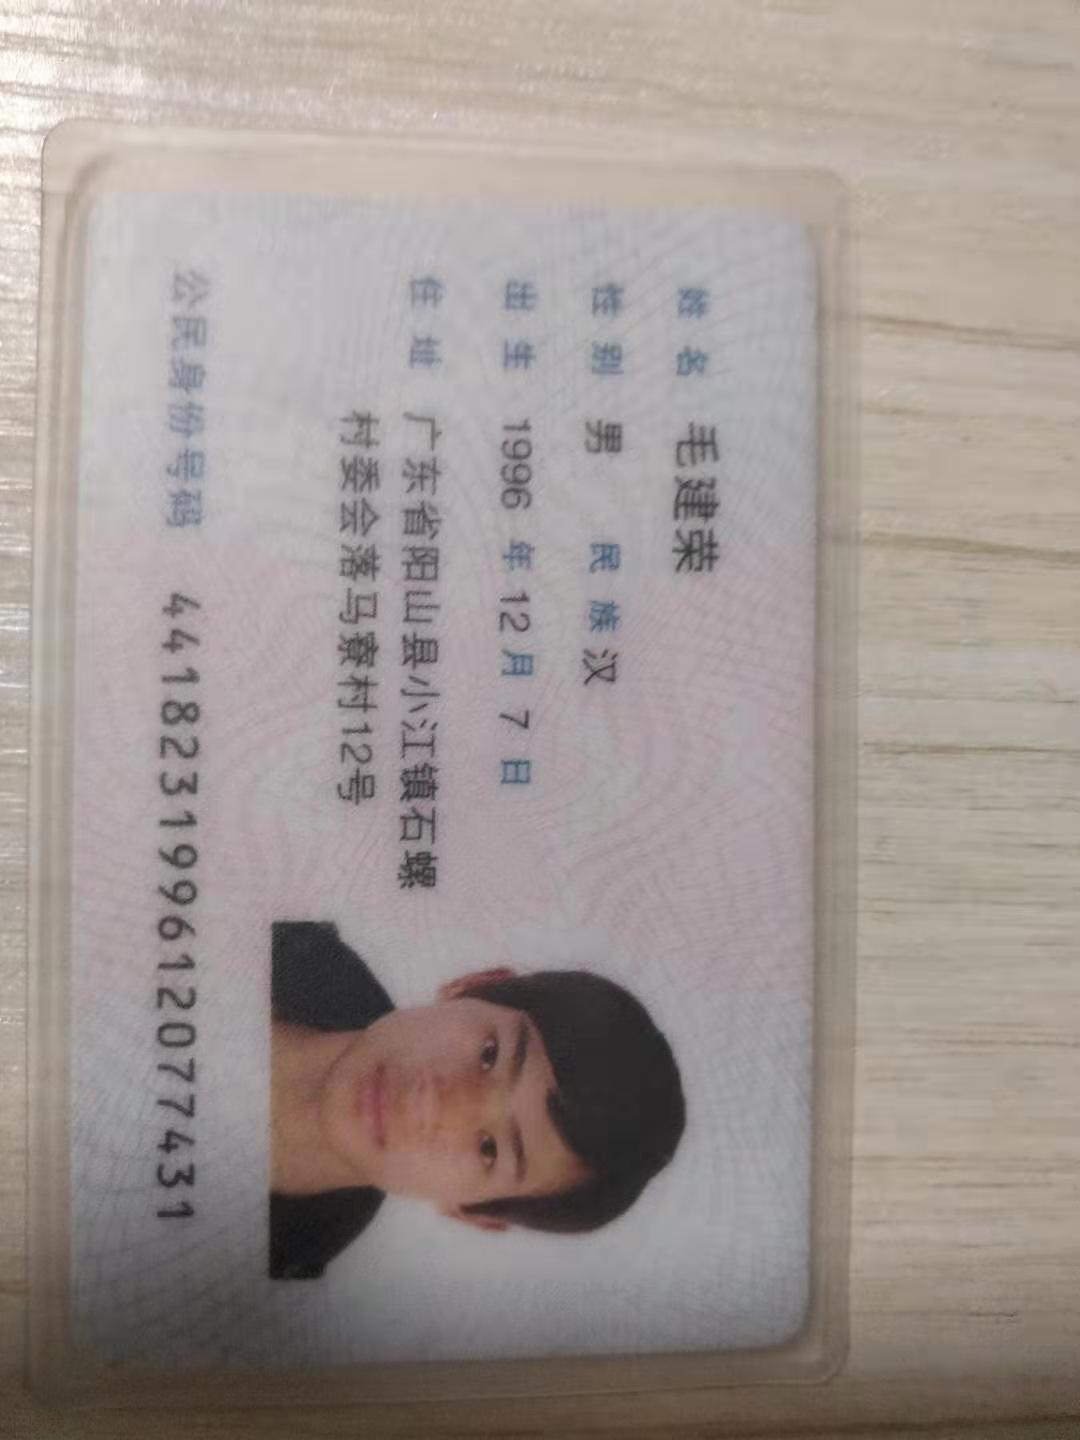 姓名 毛建荣
性别 男 民族 汉
出生 1996 年 12 月 7 日
住址 广东省阳山县小江镇石螺
村委会落马寮村12号
公民身份号码 441823199612077431